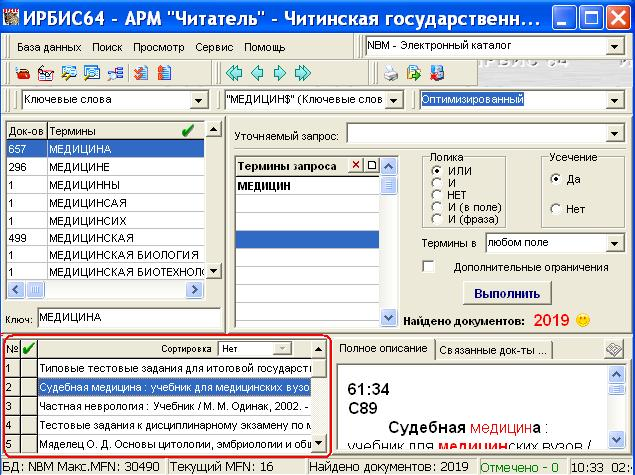 ИРБИС64 - АРМ "Читатель" - Читинская государственн...
База данных Поиск Просмотр Сервис Помощь
NBM - Электронный каталог
Ключевые слова
"МЕДИЦИН$" (Ключевые слов
Оптимизированный
Док-ов Термины
657 МЕДИЦИНА
296 МЕДИЦИНЕ
1 МЕДИЦИННЫ
1 МЕДИЦИНСАЯ
1 МЕДИЦИНСИХ
499 МЕДИЦИНСКАЯ
1 МЕДИЦИНСКАЯ БИОЛОГИЯ
1 МЕДИЦИНСКАЯ БИОТЕХНОЛ
Ключ: МЕДИЦИНА
Уточняемый запрос:
Термины запроса
МЕДИЦИН
Логика
ИЛИ
И
НЕТ
И (в поле)
И (фраза)
Усечение
Да
Нет
Термины в любом поле
Дополнительные ограничения
Выполнить
Найдено документов: 2019
№ Сортировка Нет
1 Типовые тестовые задания для итоговой государст
2 Судебная медицина : учебник для медицинских вузо
3 Частная неврология : Учебник / М. М. Одинак, 2002. -
4 Тестовые задания к дисциплинарному экзамену по м
5 Мяделец О. Д. Основы цитологии, эмбриологии и общ
Полное описание Связанные док-ты ...
61:34
С89
Судебная медицина :
учебник для медицинских вузов /
БД: NBM Макс.MFN: 30490 Текущий MFN: 16 Найдено документов : 2019 Отмечено - 0 10:33 02: